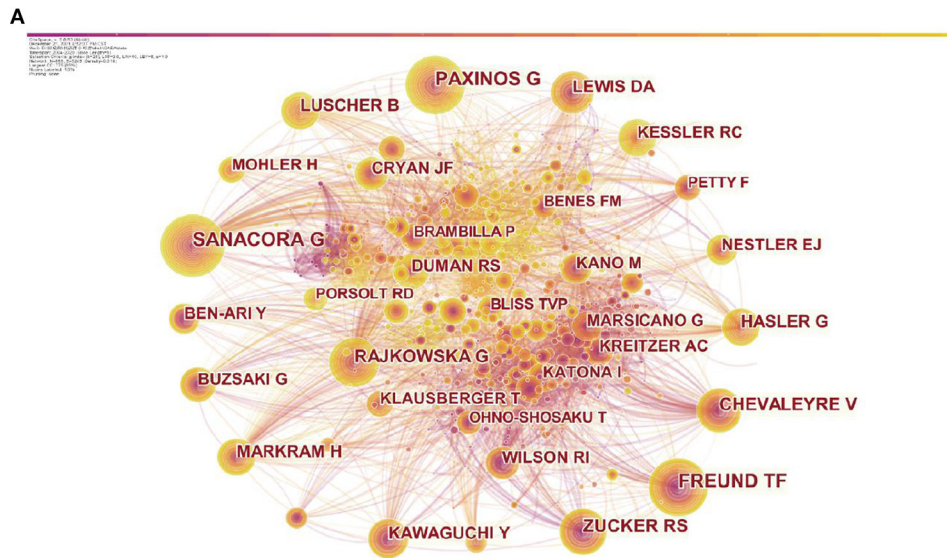 A
PAXINOS G
LEWIS DA
LUSCHER B
KESSLER RC
MOHLER H
CRYAN JF
PETTY F
BENES FM
BRAMBILLA P
SANACORA G
NESTLER EJ
DUMAN RS
KANO M
PORSOLT RD
BLISS TVP
BEN-ARI Y
MARSICANO G
HASLER G
KREITZER AC
RAJKOWSKA G
KATONA I
BUZSAKI G
KLAUSBERGER T
CHEVALEYRE V
OHNO-SHOSAKU T
MARKRAM H
WILSON RI
FREUND TF
KAWAGUCHI Y
ZUCKER RS